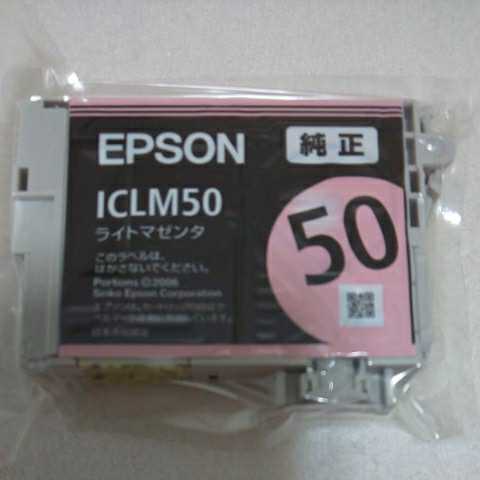 EPSON 純正
ICLM50
ライトマゼンタ
50
このラベルは、
はがさないでください。
Portions ©2006
Seiko Epson Corporation